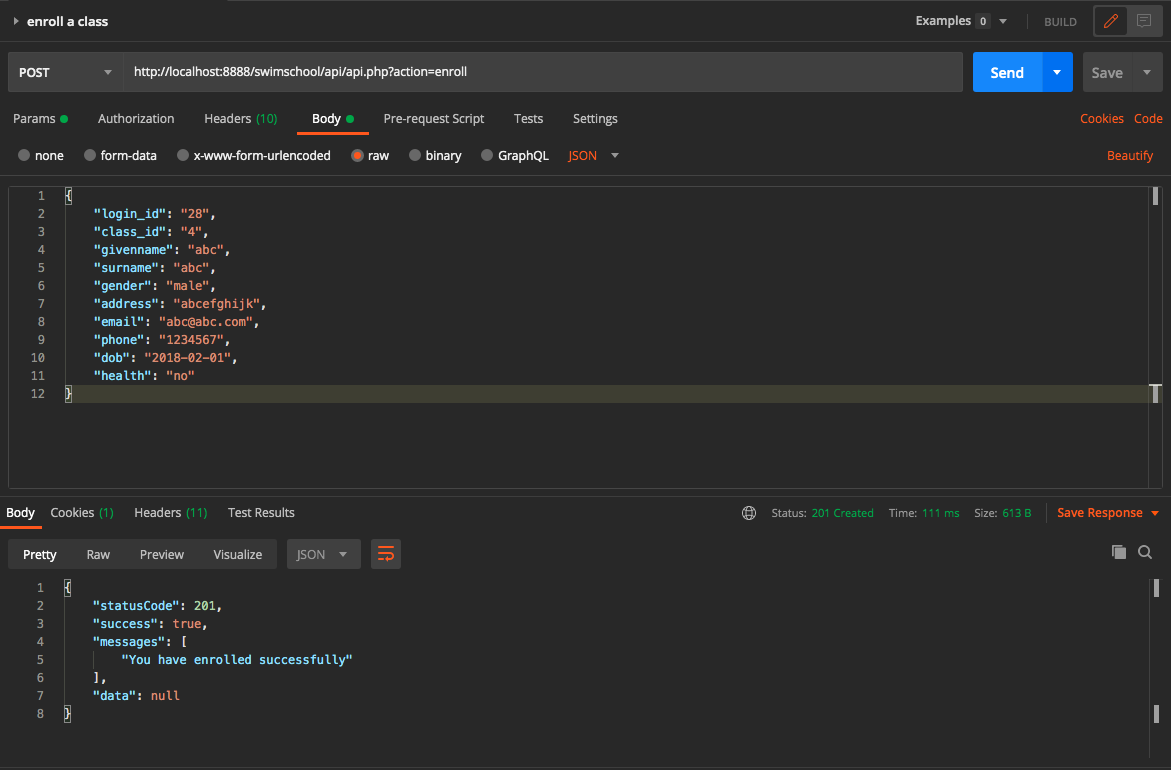 enroll a class Examples 0 BUILD
POST http://localhost:8888/swimschool/api/api.php?action=enroll Send Save
Params Authorization Headers (10) Body Pre-request Script Tests Settings Cookies Code
none form-data x-www-form-urlencoded raw binary GraphQL JSON Beautify
1 {
2 "login_id": "28",
3 "class_id": "4",
4 "givenname": "abc",
5 "surname": "abc",
6 "gender": "male",
7 "address": "abcefghijk",
8 "email": "abc@abc.com",
9 "phone": "1234567",
10 "dob": "2018-02-01",
11 "health": "no"
12 }
Body Cookies (1) Headers (11) Test Results Status: 201 Created Time: 111 ms Size: 613 B Save Response
Pretty Raw Preview Visualize JSON
1 {
2 "statusCode": 201,
3 "success": true,
4 "messages": [
5 "You have enrolled successfully"
6 ],
7 "data": null
8 }